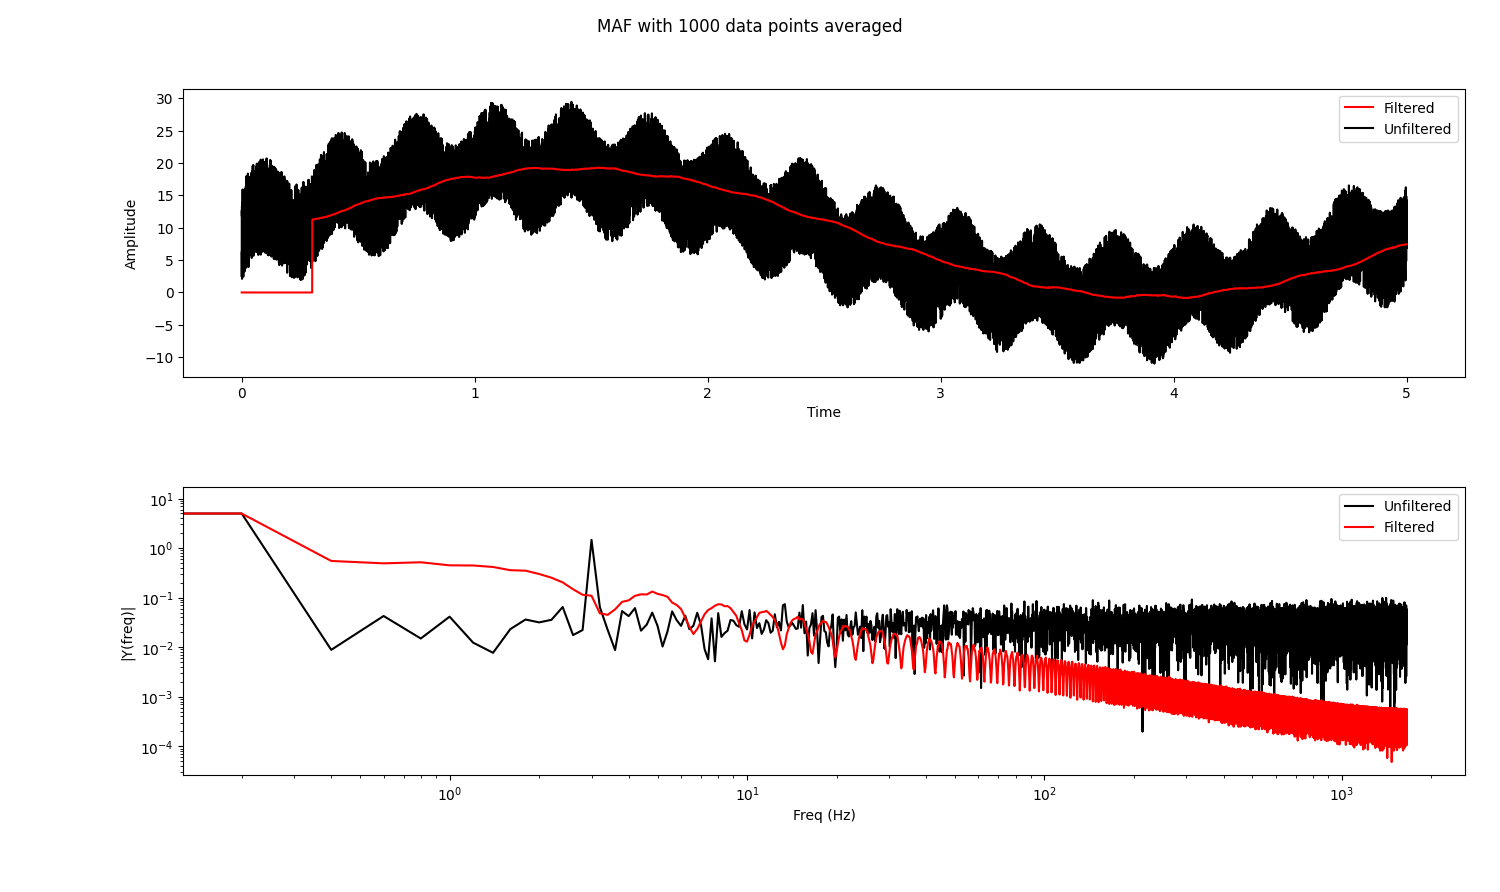 MAF with 1000 data points averaged
30
25
20
15
10
5
0
−5
−10
Amplitude
Filtered
Unfiltered
0 1 2 3 4 5
Time
10¹
10⁰
10⁻¹
10⁻²
10⁻³
10⁻⁴
|Y(freq)|
Unfiltered
Filtered
10⁰ 10¹ 10² 10³
Freq (Hz)